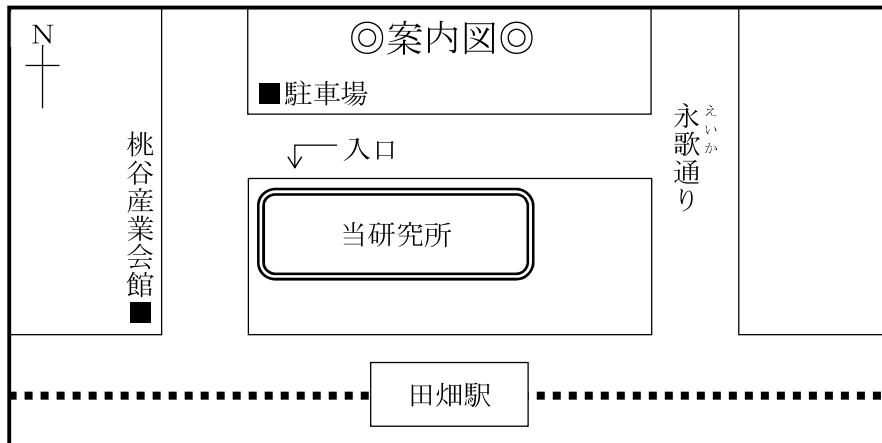 ◎案内図◎
N
■駐車場
入口
永歌通り
えいか
桃谷産業会館■
当研究所
田畑駅